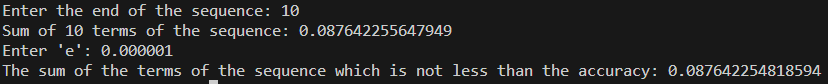 Enter the end of the sequence: 10
Sum of 10 terms of the sequence: 0.087642255647949
Enter 'e': 0.000001
The sum of the terms of the sequence which is not less than the accuracy: 0.087642254818594